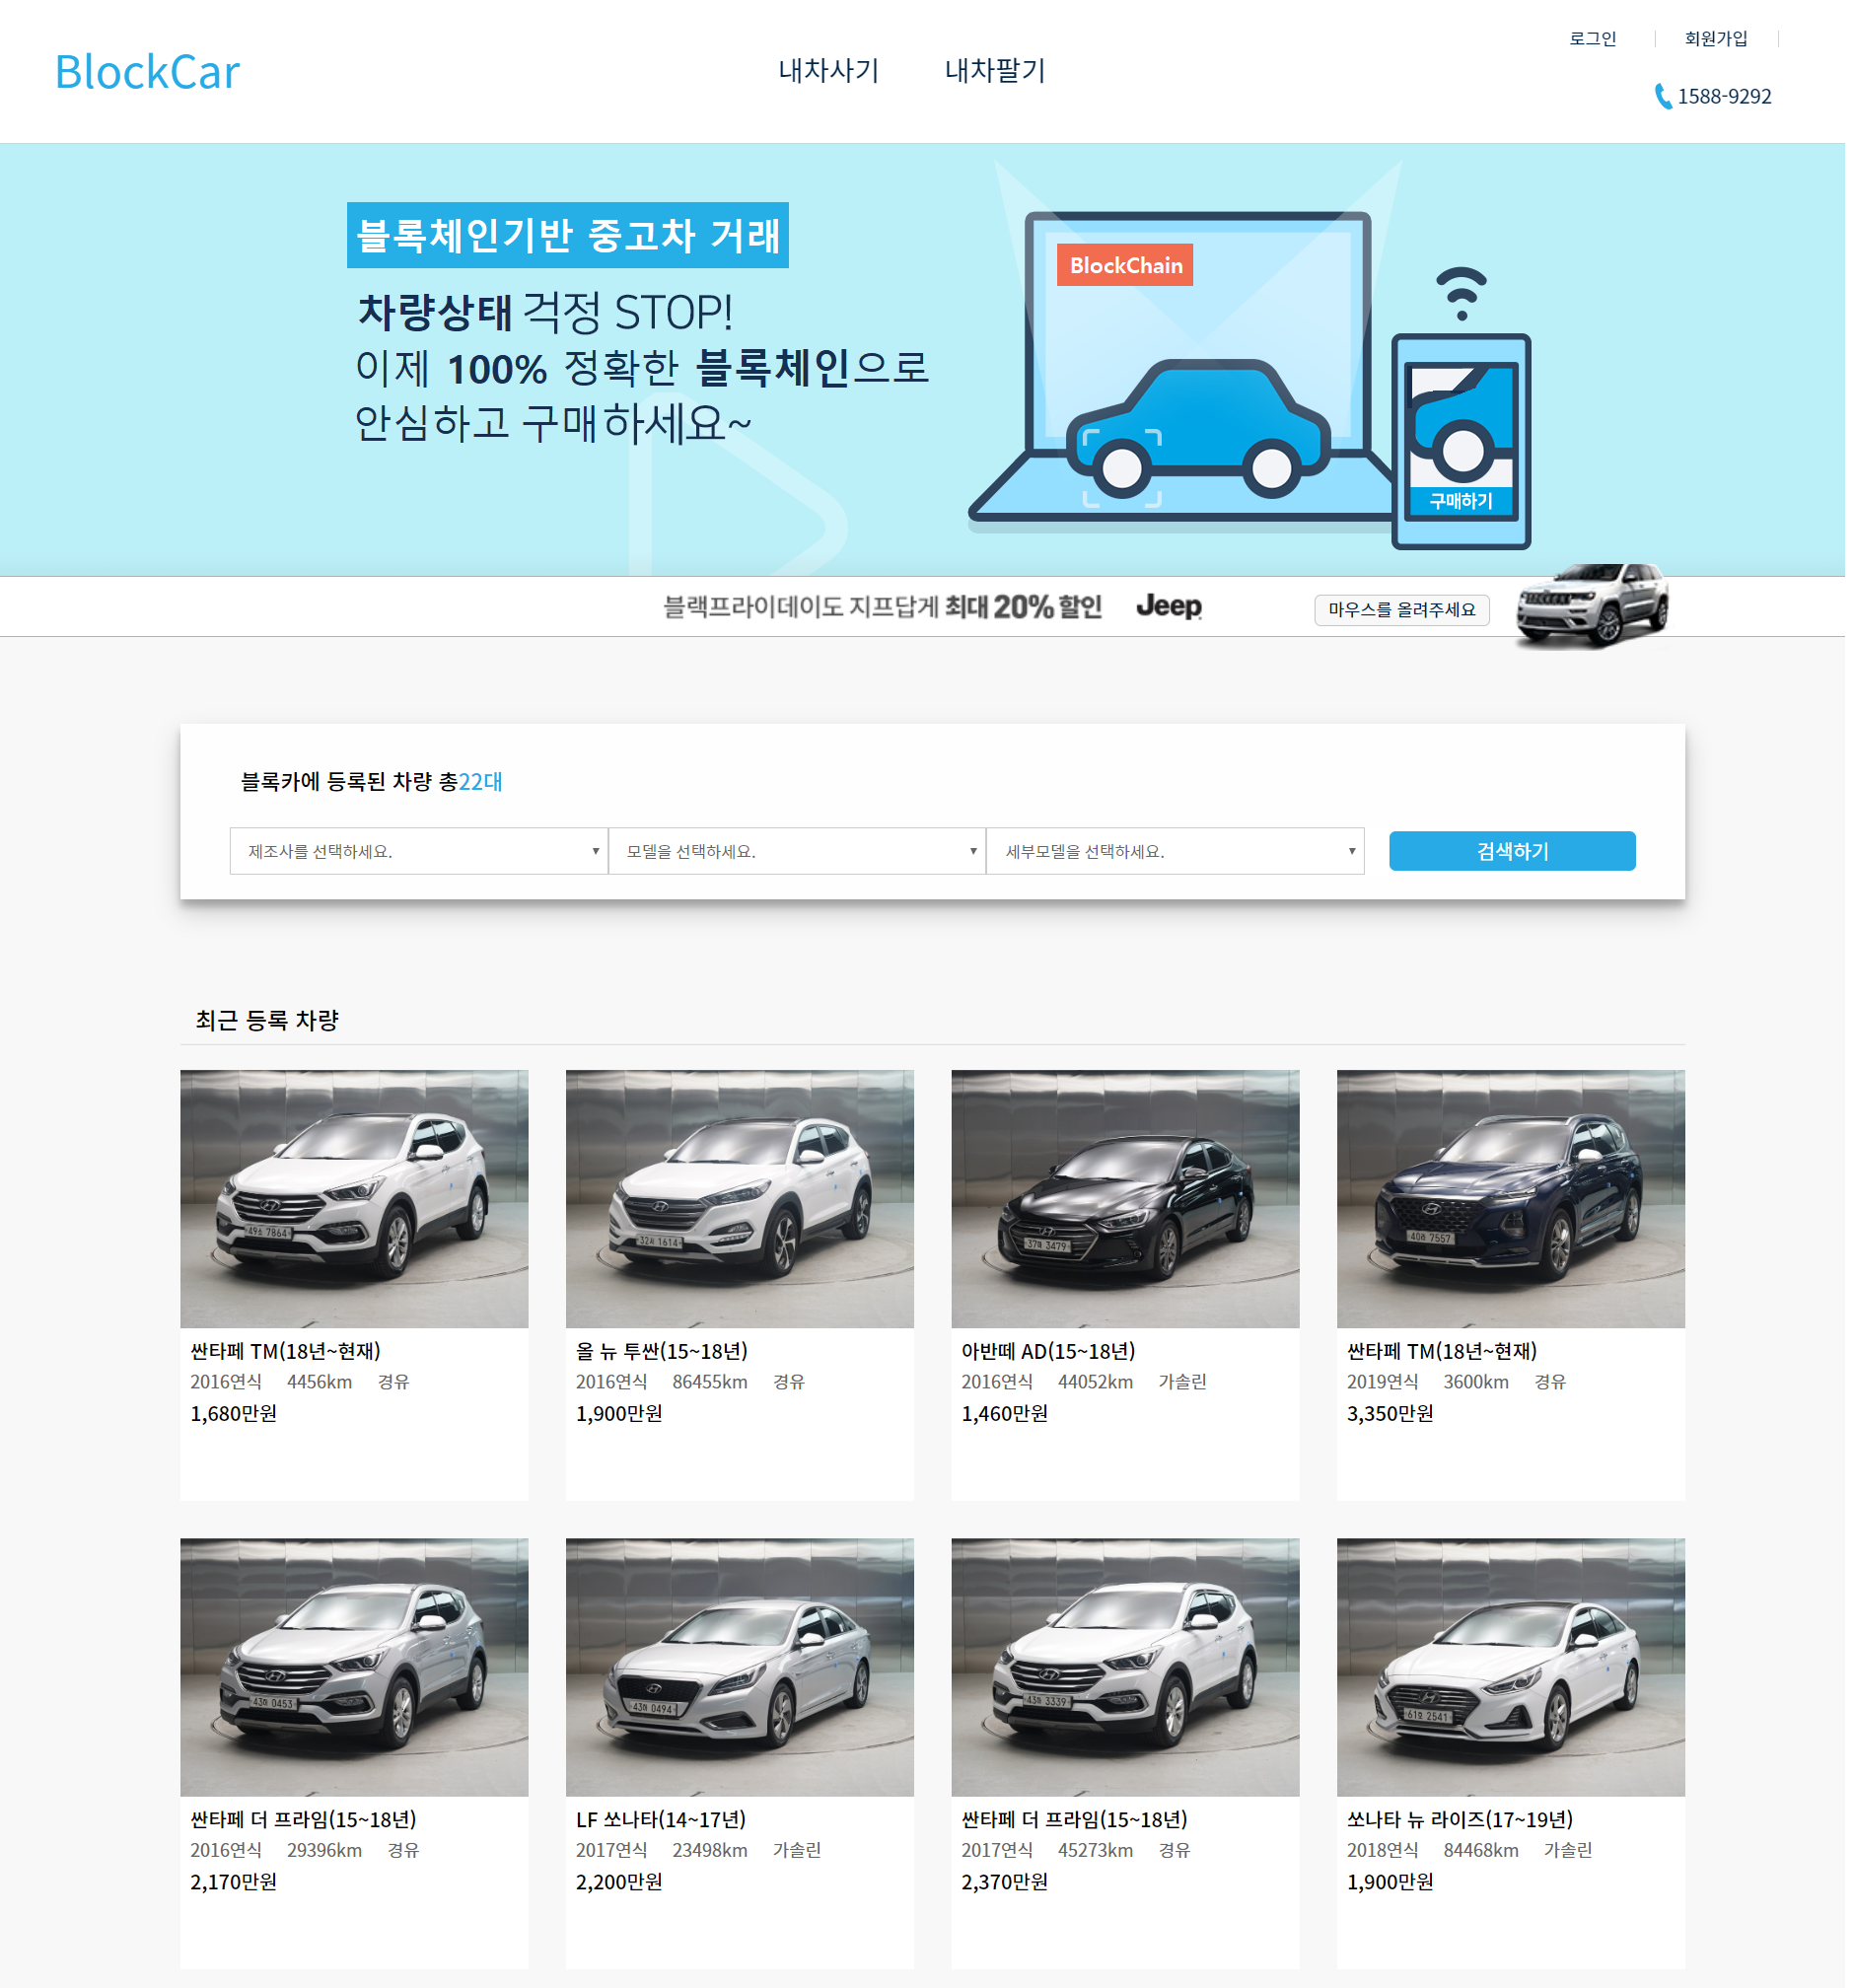 로그인
회원가입
BlockCar
내차사기
내차팔기
1588-9292
블록체인기반 중고차 거래
차량상태 걱정 STOP!
이제 100% 정확한 블록체인으로
안심하고 구매하세요~
BlockChain
구매하기
블랙프라이데이도 지프답게 최대 20% 할인
Jeep
마우스를 올려주세요
블록카에 등록된 차량 총22대
제조사를 선택하세요.
모델을 선택하세요.
세부모델을 선택하세요.
검색하기
최근 등록 차량
7864
32서 1614
3479
7557
싼타페 TM(18년~현재)
2016연식 4456km 경유
1,680만원
올 뉴 투싼(15~18년)
2016연식 86455km 경유
1,900만원
아반떼 AD(15~18년)
2016연식 44052km 가솔린
1,460만원
싼타페 TM(18년~현재)
2019연식 3600km 경유
3,350만원
0453
0494
3339
2541
싼타페 더 프라임(15~18년)
2016연식 29396km 경유
2,170만원
LF 쏘나타(14~17년)
2017연식 23498km 가솔린
2,200만원
싼타페 더 프라임(15~18년)
2017연식 45273km 경유
2,370만원
쏘나타 뉴 라이즈(17~19년)
2018연식 84468km 가솔린
1,900만원